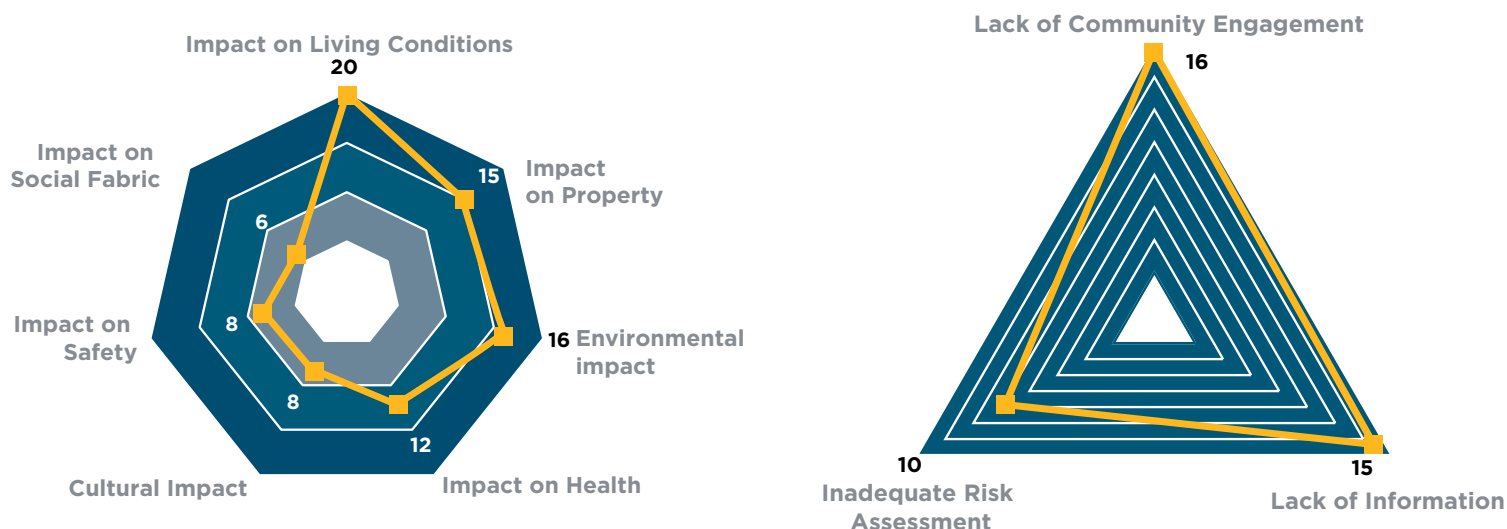 Impact on Living Conditions
20
Impact on
Social Fabric
6
15
Impact
on Property
Impact on
Safety
8
16
Environmental
impact
8
12
Cultural Impact
Impact on Health
Lack of Community Engagement
16
10
Inadequate Risk
Assessment
15
Lack of Information